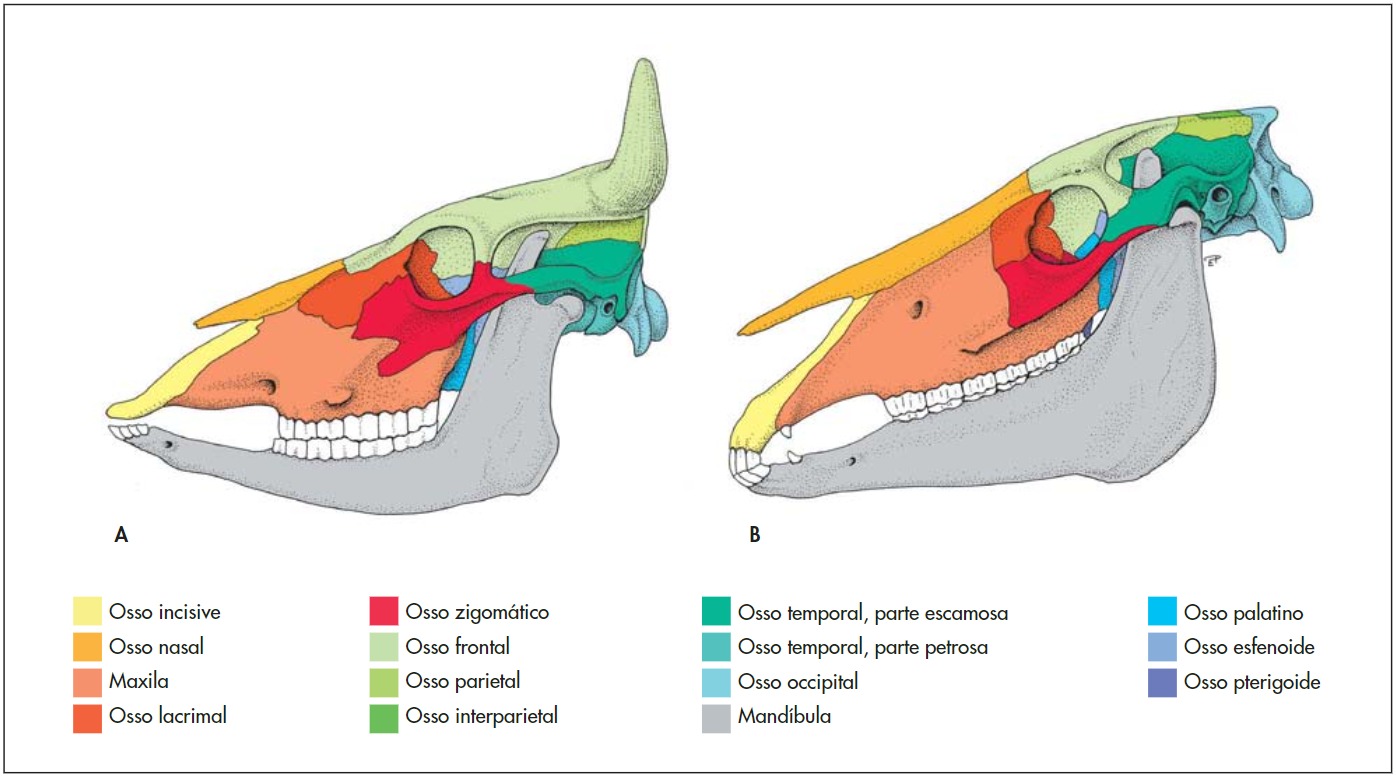 A
B
Osso incisive
Osso nasal
Maxila
Osso lacrimal
Osso zigomático
Osso frontal
Osso parietal
Osso interparietal
Osso temporal, parte escamosa
Osso temporal, parte petrosa
Osso occipital
Mandíbula
Osso palatino
Osso esfenoide
Osso pterigoide